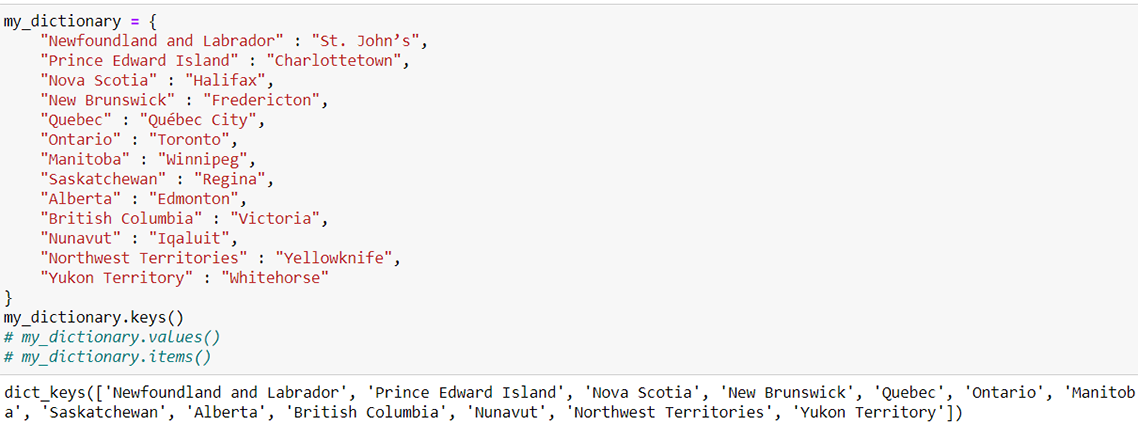 my_dictionary = {
    "Newfoundland and Labrador" : "St. John’s",
    "Prince Edward Island" : "Charlottetown",
    "Nova Scotia" : "Halifax",
    "New Brunswick" : "Fredericton",
    "Quebec" : "Québec City",
    "Ontario" : "Toronto",
    "Manitoba" : "Winnipeg",
    "Saskatchewan" : "Regina",
    "Alberta" : "Edmonton",
    "British Columbia" : "Victoria",
    "Nunavut" : "Iqaluit",
    "Northwest Territories" : "Yellowknife",
    "Yukon Territory" : "Whitehorse"
}
my_dictionary.keys()
# my_dictionary.values()
# my_dictionary.items()
dict_keys(['Newfoundland and Labrador', 'Prince Edward Island', 'Nova Scotia', 'New Brunswick', 'Quebec', 'Ontario', 'Manitob
a', 'Saskatchewan', 'Alberta', 'British Columbia', 'Nunavut', 'Northwest Territories', 'Yukon Territory'])